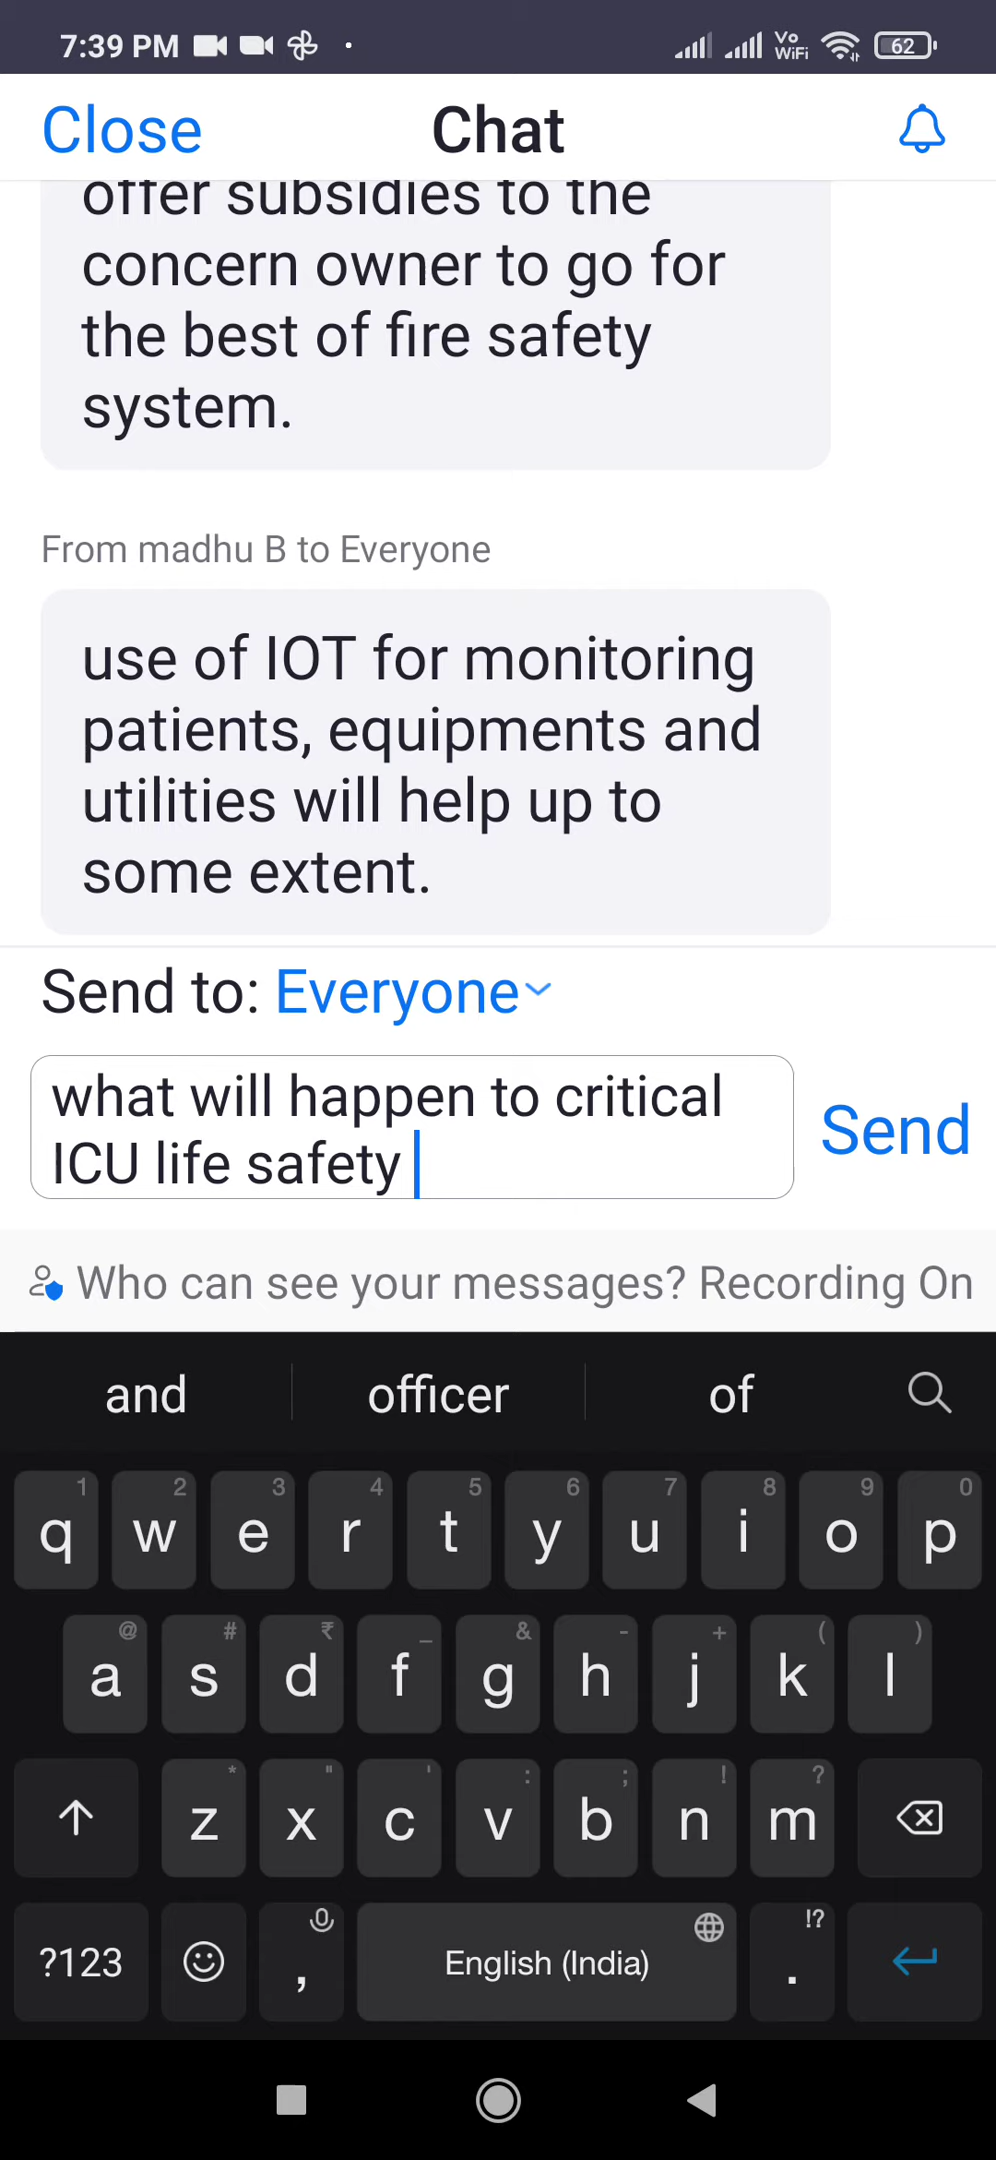 7:39 PM
Vo
WiFi
62
Close
Chat
offer subsidies to the
concern owner to go for
the best of fire safety
system.
From madhu B to Everyone
use of IOT for monitoring
patients, equipments and
utilities will help up to
some extent.
Send to: Everyone
what will happen to critical
ICU life safety
Send
Who can see your messages? Recording On
and officer of
1 2 3 4 5 6 7 8 9 0
q w e r t y u i o p
@ # ₹ _ & - + ( )
a s d f g h j k l
* " ' : ; ! ?
z x c v b n m
?123 , English (India) . !?